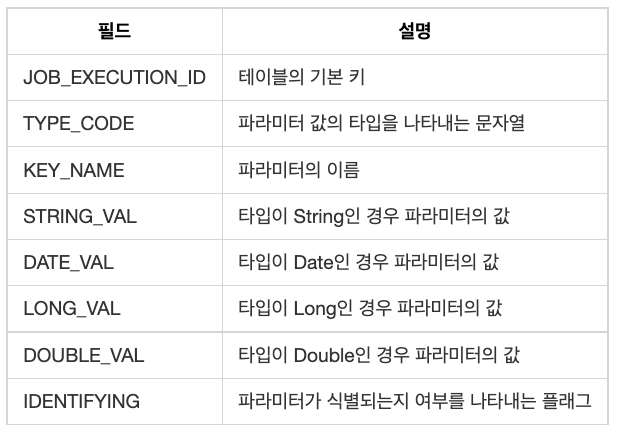 필드 설명
JOB_EXECUTION_ID 테이블의 기본 키
TYPE_CODE 파라미터 값의 타입을 나타내는 문자열
KEY_NAME 파라미터의 이름
STRING_VAL 타입이 String인 경우 파라미터의 값
DATE_VAL 타입이 Date인 경우 파라미터의 값
LONG_VAL 타입이 Long인 경우 파라미터의 값
DOUBLE_VAL 타입이 Double인 경우 파라미터의 값
IDENTIFYING 파라미터가 식별되는지 여부를 나타내는 플래그